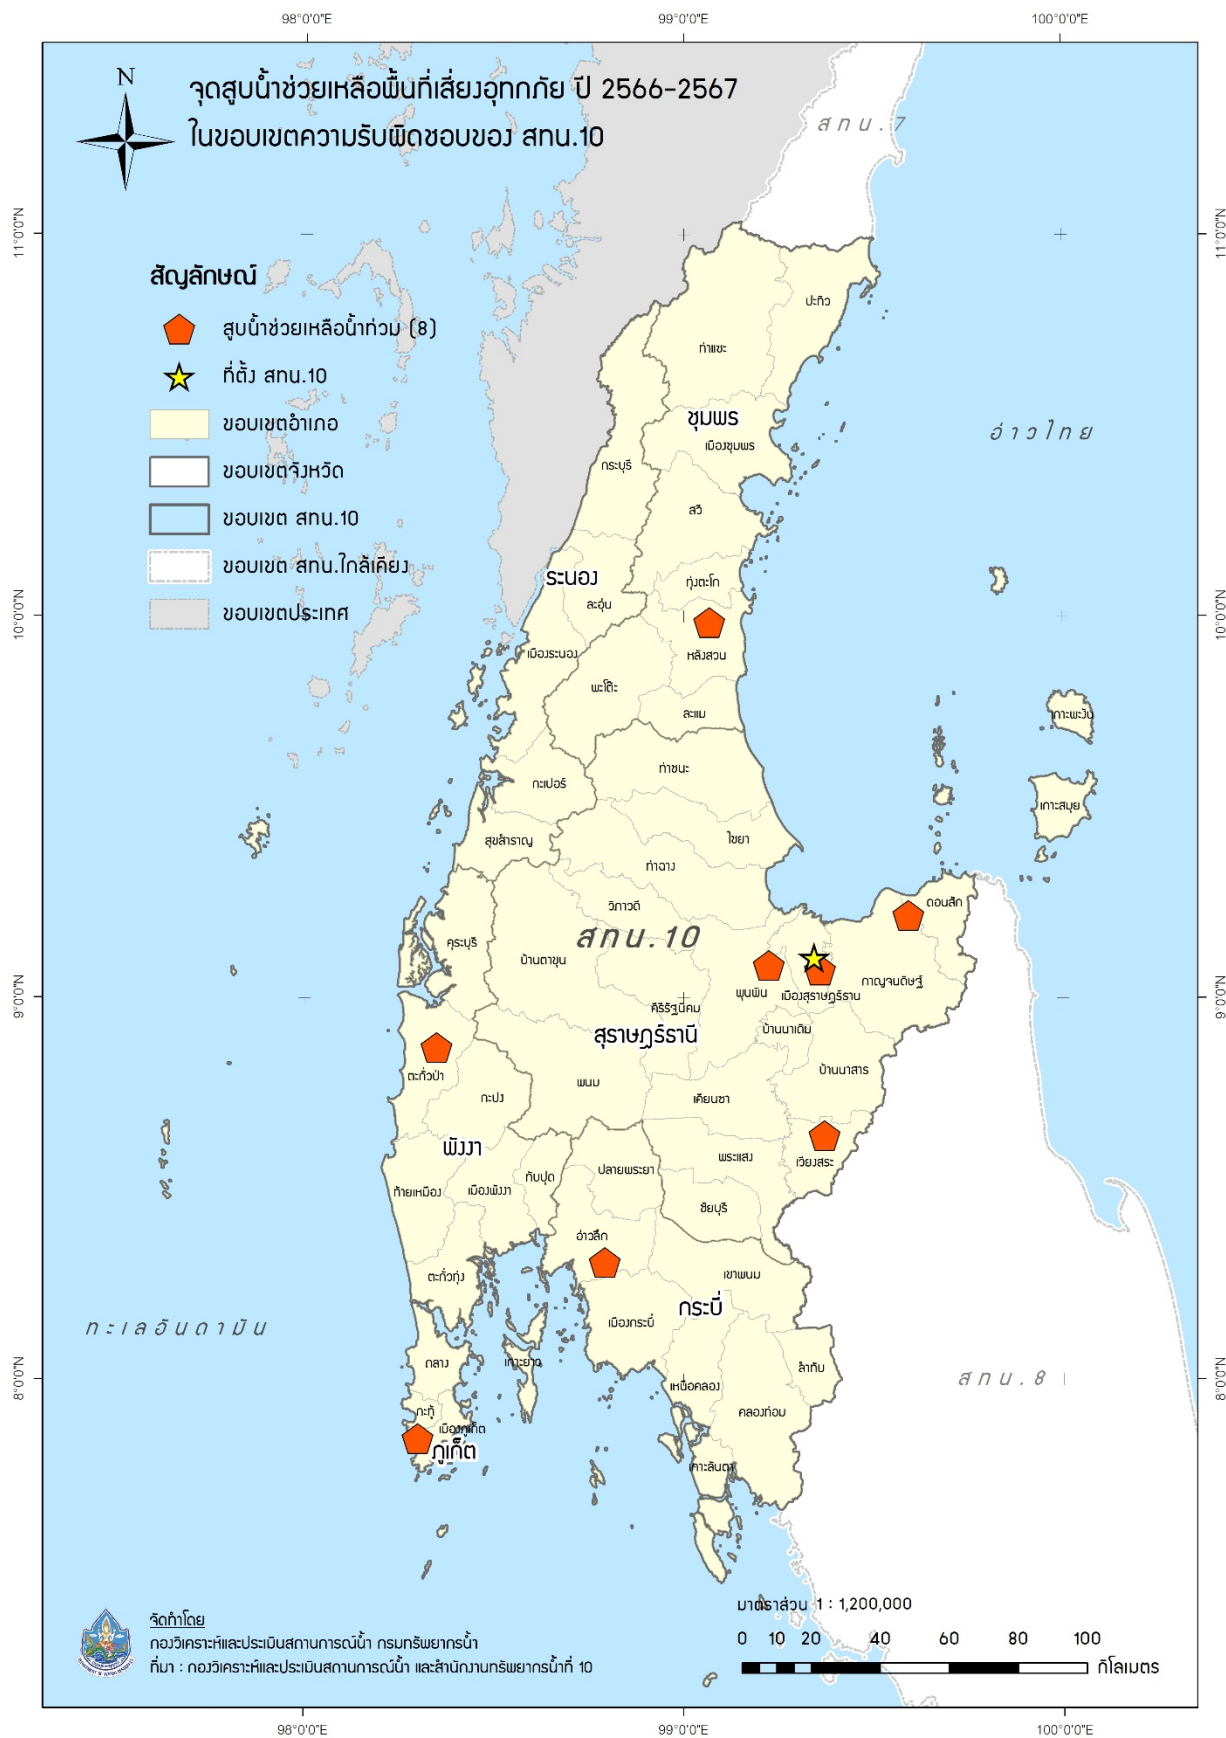 98°0'0"E
99°0'0"E
100°0'0"E
N
จุดสูบน้ำช่วยเหลือพื้นที่เสี่ยงอุทกภัย ปี 2566-2567
ในขอบเขตความรับผิดชอบของ สทน.10
สทน.7
11°0'0"N
11°0'0"N
สัญลักษณ์
สูบน้ำช่วยเหลือน้ำท่วม (8)
ที่ตั้ง สทน.10
ขอบเขตอำเภอ
ขอบเขตจังหวัด
ขอบเขต สทน.10
ขอบเขต สทน.ใกล้เคียง
ขอบเขตประเทศ
ปะทิว
ท่าแซะ
ชุมพร
เมืองชุมพร
อ่าวไทย
กระบุรี
สวี
ระนอง
ทุ่งตะโก
ละอุ่น
10°0'0"N
10°0'0"N
เมืองระนอง
หลังสวน
พะโต๊ะ
ละแม
เกาะพะงัน
ท่าชนะ
กะเปอร์
เกาะสมุย
สุขสำราญ
ไชยา
ท่าฉาง
วิภาวดี
ดอนสัก
สทน.10
คุระบุรี
บ้านตาขุน
พุนพิน
เมืองสุราษฎร์ธาน
กาญจนดิษฐ์
9°0'0"N
9°0'0"N
คีรีรัฐนิคม
สุราษฎร์ธานี
บ้านนาเดิม
บ้านนาสาร
ตะกั่วป่า
พนม
กะปง
เคียนซา
พังงา
พระแสง
เวียงสระ
ปลายพระยา
ทับปุด
ท้ายเหมือง
เมืองพังงา
ชัยบุรี
อ่าวลึก
ตะกั่วทุ่ง
เขาพนม
กระบี่
เมืองกระบี่
ทะเลอันดามัน
ถลาง
เกาะยาว
ลำทับ
8°0'0"N
8°0'0"N
สทน.8
เหนือคลอง
คลองท่อม
กะทู้
เมืองภูเก็ต
ภูเก็ต
เกาะลันตา
จัดทำโดย
กองวิเคราะห์และประเมินสถานการณ์น้ำ กรมทรัพยากรน้ำ
ที่มา : กองวิเคราะห์และประเมินสถานการณ์น้ำ และสำนักงานทรัพยากรน้ำที่ 10
มาตราส่วน 1 : 1,200,000
0 10 20 40 60 80 100
กิโลเมตร
98°0'0"E
99°0'0"E
100°0'0"E